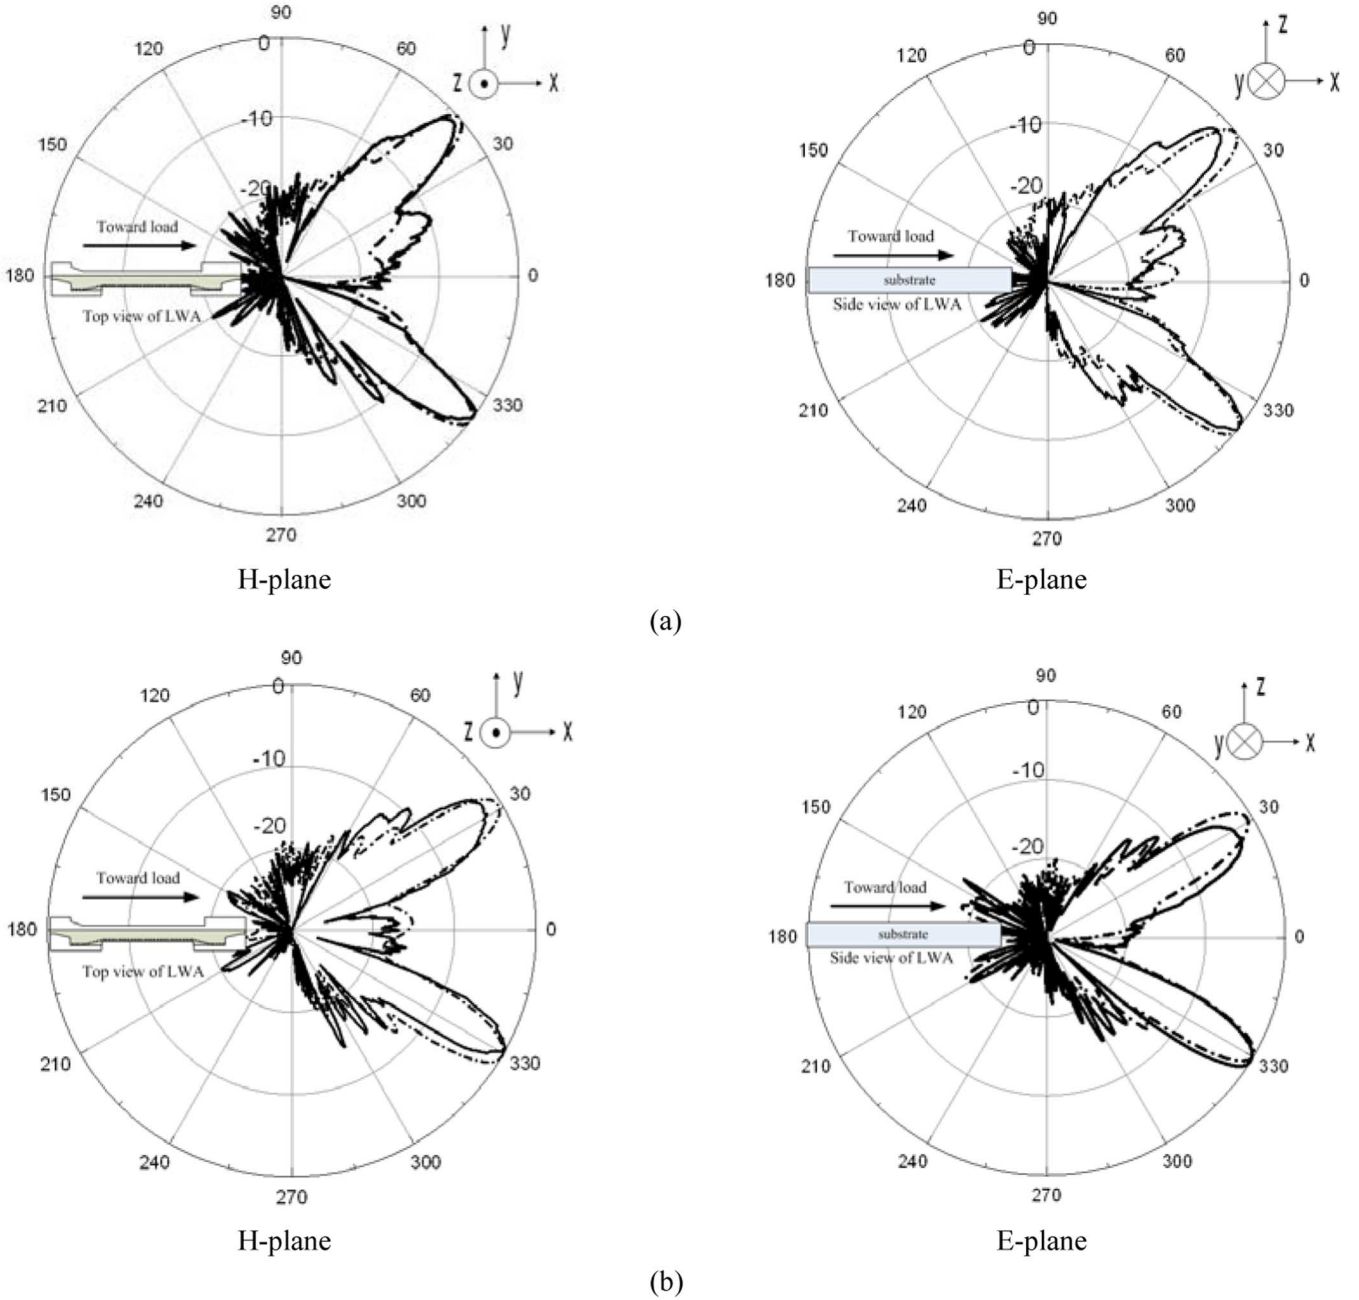 90
0
120
60
y
z
x
-10
150
30
-20
Toward load
180
0
Top view of LWA
210
330
240
300
270
H-plane
90
0
120
60
z
y
x
-10
150
30
-20
Toward load
180
substrate
0
Side view of LWA
210
330
240
300
270
E-plane
(a)
90
0
120
60
y
z
x
-10
150
30
-20
Toward load
180
0
Top view of LWA
210
330
240
300
270
H-plane
90
0
120
60
z
y
x
-10
150
30
-20
Toward load
180
substrate
0
Side view of LWA
210
330
240
300
270
E-plane
(b)